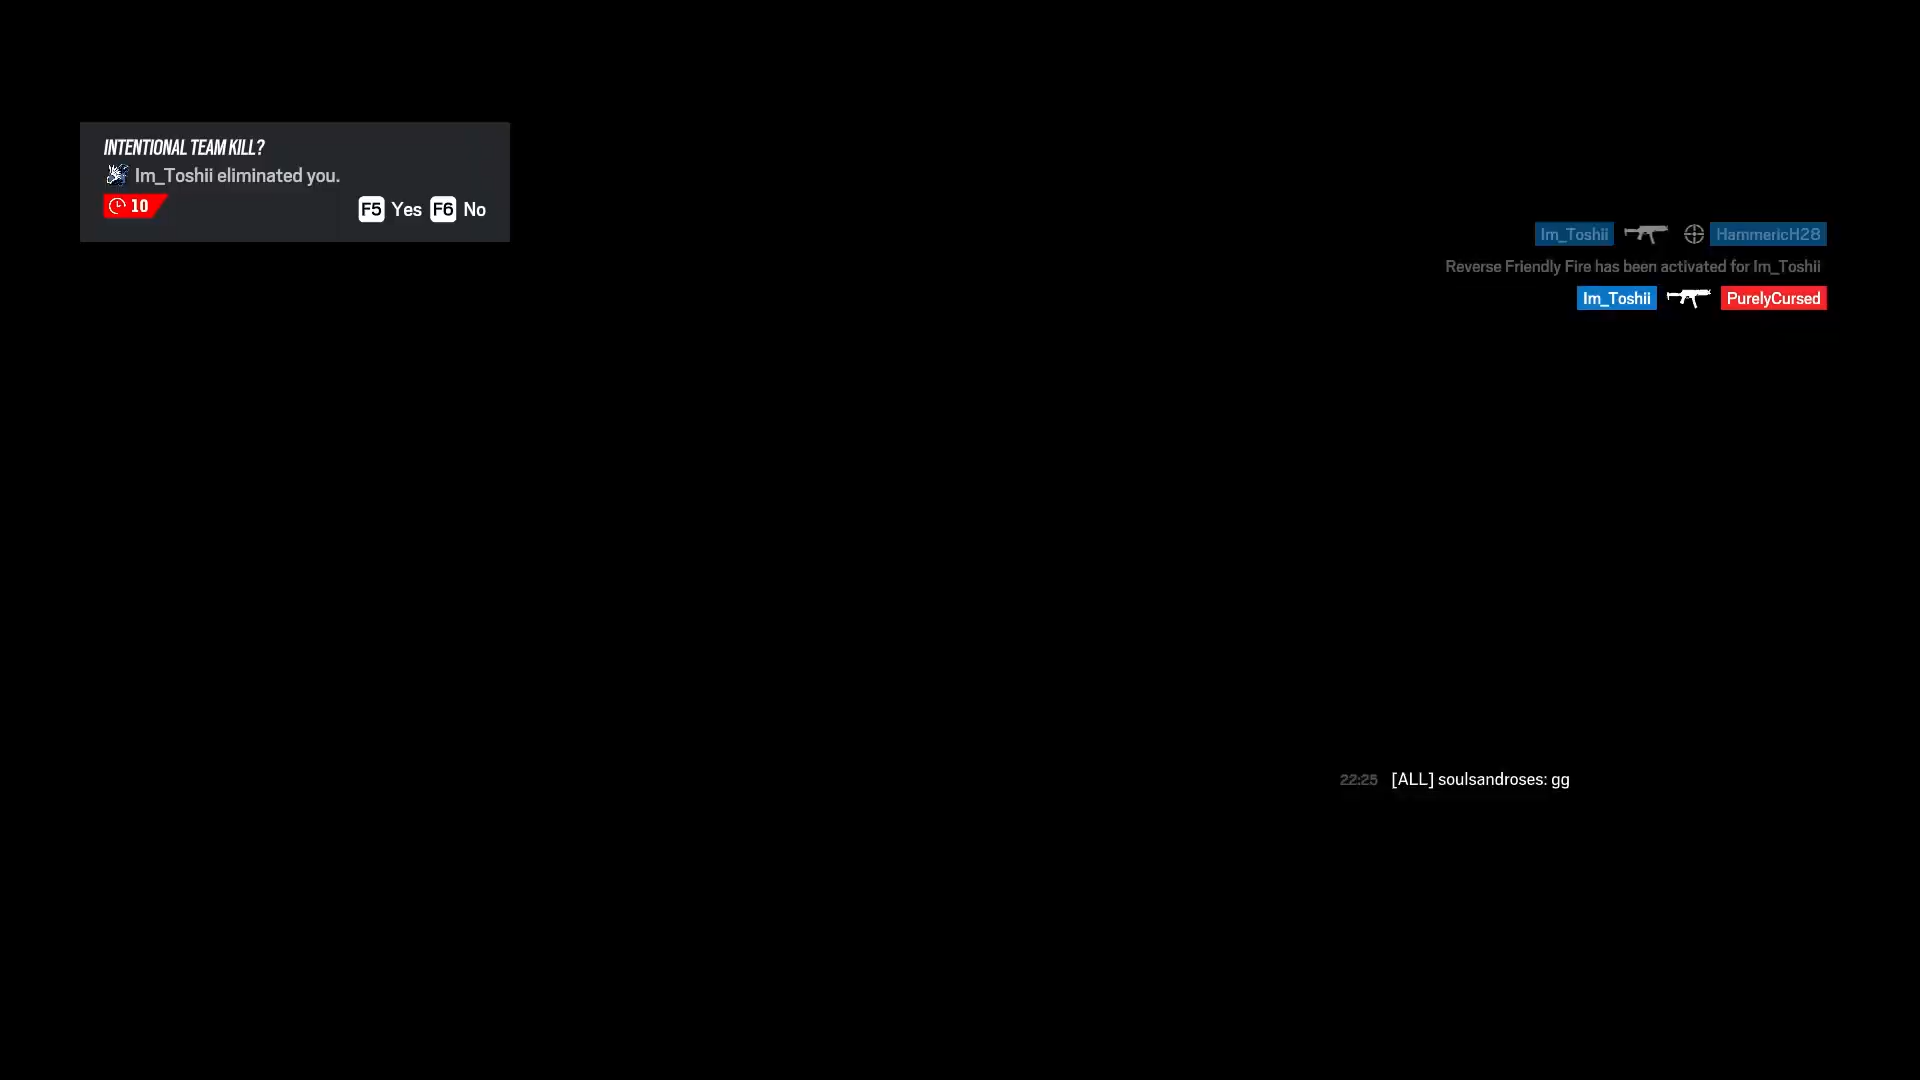 INTENTIONAL TEAM KILL?
Im_Toshii eliminated you.
10
F5 Yes F6 No
Im_Toshii HammericH28
Reverse Friendly Fire has been activated for Im_Toshii
Im_Toshii PurelyCursed
22:25 [ALL] soulsandroses: gg